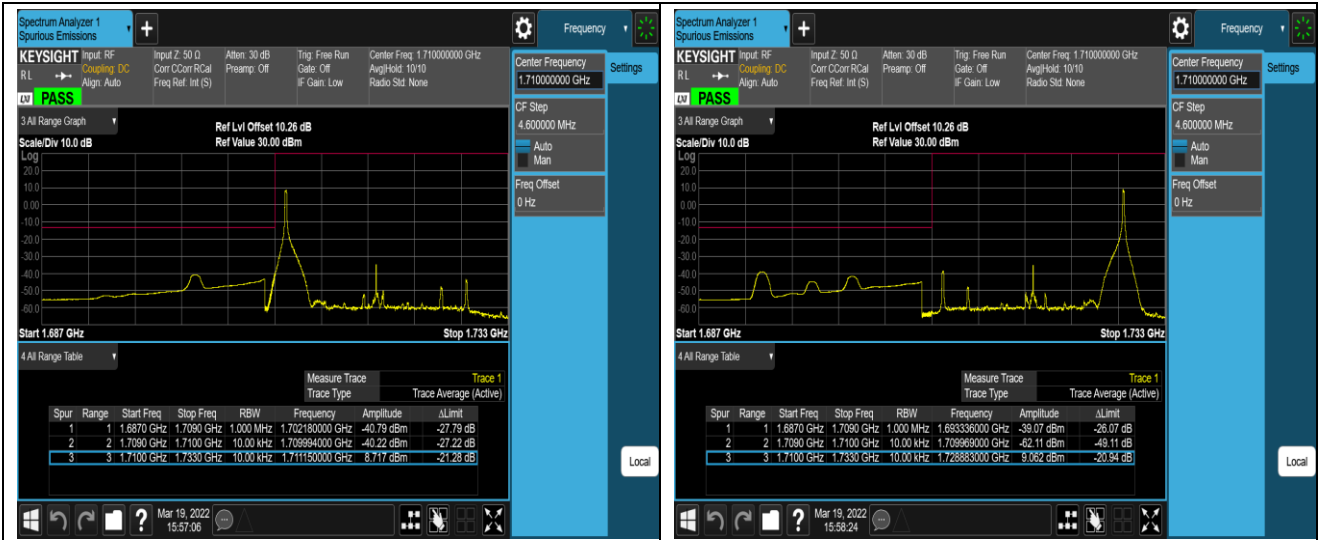 Spectrum Analyzer 1
Spurious Emissions
Frequency
KEYSIGHT Input: RF Input Z: 50 Ω Atten: 30 dB Trig: Free Run Center Freq: 1.710000000 GHz
Coupling: DC Corr CCorr RCal Preamp: Off Gate: Off Avg|Hold: 10/10
R L Align: Auto Freq Ref: Int (S) IF Gain: Low Radio Std: None
LXI PASS
Center Frequency
1.710000000 GHz
Settings
CF Step
4.600000 MHz
Auto
Man
Freq Offset
0 Hz
3 All Range Graph
Ref Lvl Offset 10.26 dB
Scale/Div 10.0 dB Ref Value 30.00 dBm
Log
20.0
10.0
0.00
-10.0
-20.0
-30.0
-40.0
-50.0
-60.0
Start 1.687 GHz Stop 1.733 GHz
4 All Range Table
Measure Trace Trace 1
Trace Type Trace Average (Active)
Spur Range Start Freq Stop Freq RBW Frequency Amplitude ΔLimit
1 1 1.6870 GHz 1.7090 GHz 1.000 MHz 1.702180000 GHz -40.79 dBm -27.79 dB
2 2 1.7090 GHz 1.7100 GHz 10.00 kHz 1.709994000 GHz -40.22 dBm -27.22 dB
3 3 1.7100 GHz 1.7330 GHz 10.00 kHz 1.711150000 GHz 8.717 dBm -21.28 dB
Local
Mar 19, 2022
15:57:06
Spectrum Analyzer 1
Spurious Emissions
Frequency
KEYSIGHT Input: RF Input Z: 50 Ω Atten: 30 dB Trig: Free Run Center Freq: 1.710000000 GHz
Coupling: DC Corr CCorr RCal Preamp: Off Gate: Off Avg|Hold: 10/10
R L Align: Auto Freq Ref: Int (S) IF Gain: Low Radio Std: None
LXI PASS
Center Frequency
1.710000000 GHz
Settings
CF Step
4.600000 MHz
Auto
Man
Freq Offset
0 Hz
3 All Range Graph
Ref Lvl Offset 10.26 dB
Scale/Div 10.0 dB Ref Value 30.00 dBm
Log
20.0
10.0
0.00
-10.0
-20.0
-30.0
-40.0
-50.0
-60.0
Start 1.687 GHz Stop 1.733 GHz
4 All Range Table
Measure Trace Trace 1
Trace Type Trace Average (Active)
Spur Range Start Freq Stop Freq RBW Frequency Amplitude ΔLimit
1 1 1.6870 GHz 1.7090 GHz 1.000 MHz 1.693336000 GHz -39.07 dBm -26.07 dB
2 2 1.7090 GHz 1.7100 GHz 10.00 kHz 1.709969000 GHz -62.11 dBm -49.11 dB
3 3 1.7100 GHz 1.7330 GHz 10.00 kHz 1.728883000 GHz 9.062 dBm -20.94 dB
Local
Mar 19, 2022
15:58:24